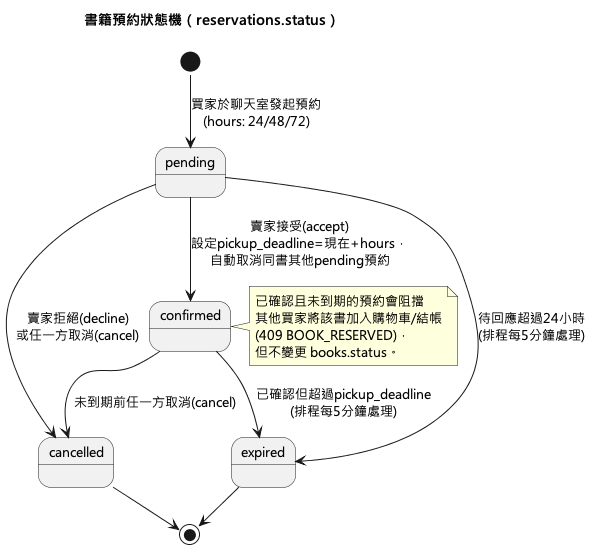 書籍預約狀態機（reservations.status）
買家於聊天室發起預約
(hours: 24/48/72)
pending
賣家接受(accept)
設定pickup_deadline=現在+hours，
自動取消同書其他pending預約
confirmed
已確認且未到期的預約會阻擋
其他買家將該書加入購物車/結帳
(409 BOOK_RESERVED)，
但不變更 books.status。
賣家拒絕(decline)
或任一方取消(cancel)
待回應超過24小時
(排程每5分鐘處理)
未到期前任一方取消(cancel)
已確認但超過pickup_deadline
(排程每5分鐘處理)
cancelled
expired